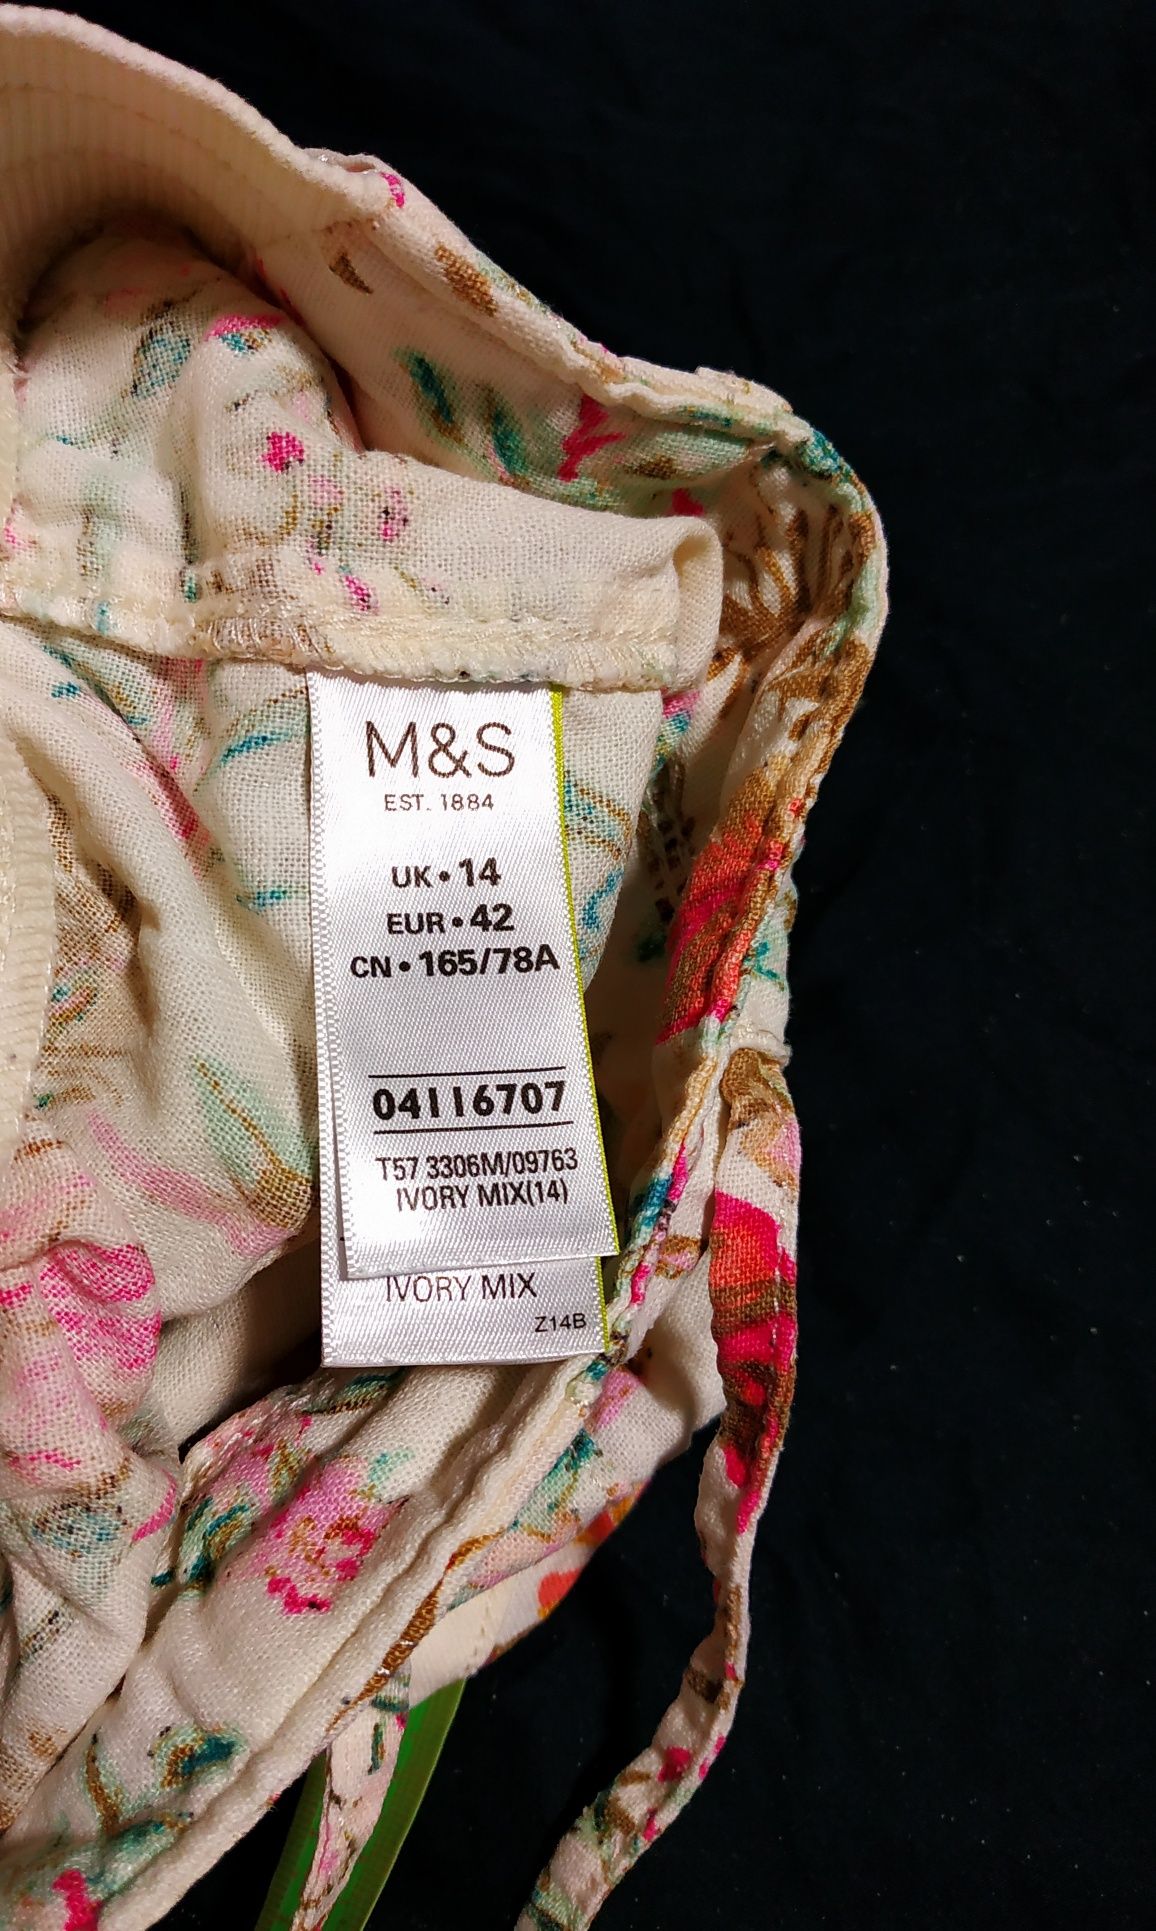 M&S
EST. 1884
UK • 14
EUR • 42
CN • 165/78A
04116707
T57 3306M/09763
IVORY MIX(14)
IVORY MIX
Z14B